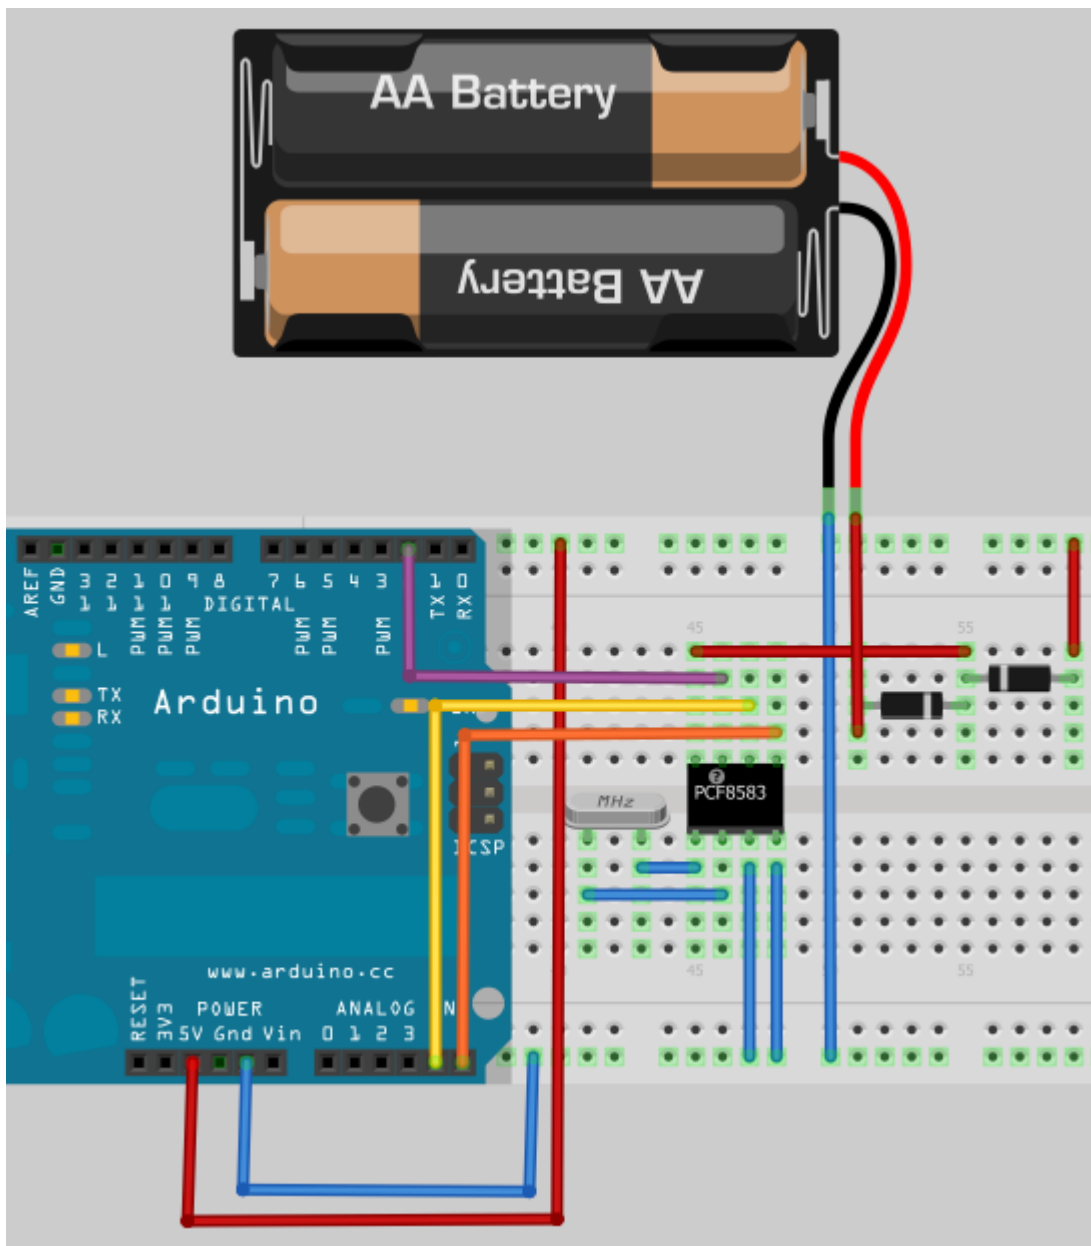 AA Battery
AA Battery
AREF
GND
13
12
11
10
9
8
7
6
5
4
3
TX 1
RX 0
DIGITAL
PWM
PWM
PWM
PWM
PWM
PWM
L
TX
RX
Arduino
45
55
MHz
PCF8583
ICSP
www.arduino.cc
45
55
RESET
3V3
POWER
5V Gnd Vin
ANALOG
N
0 1 2 3